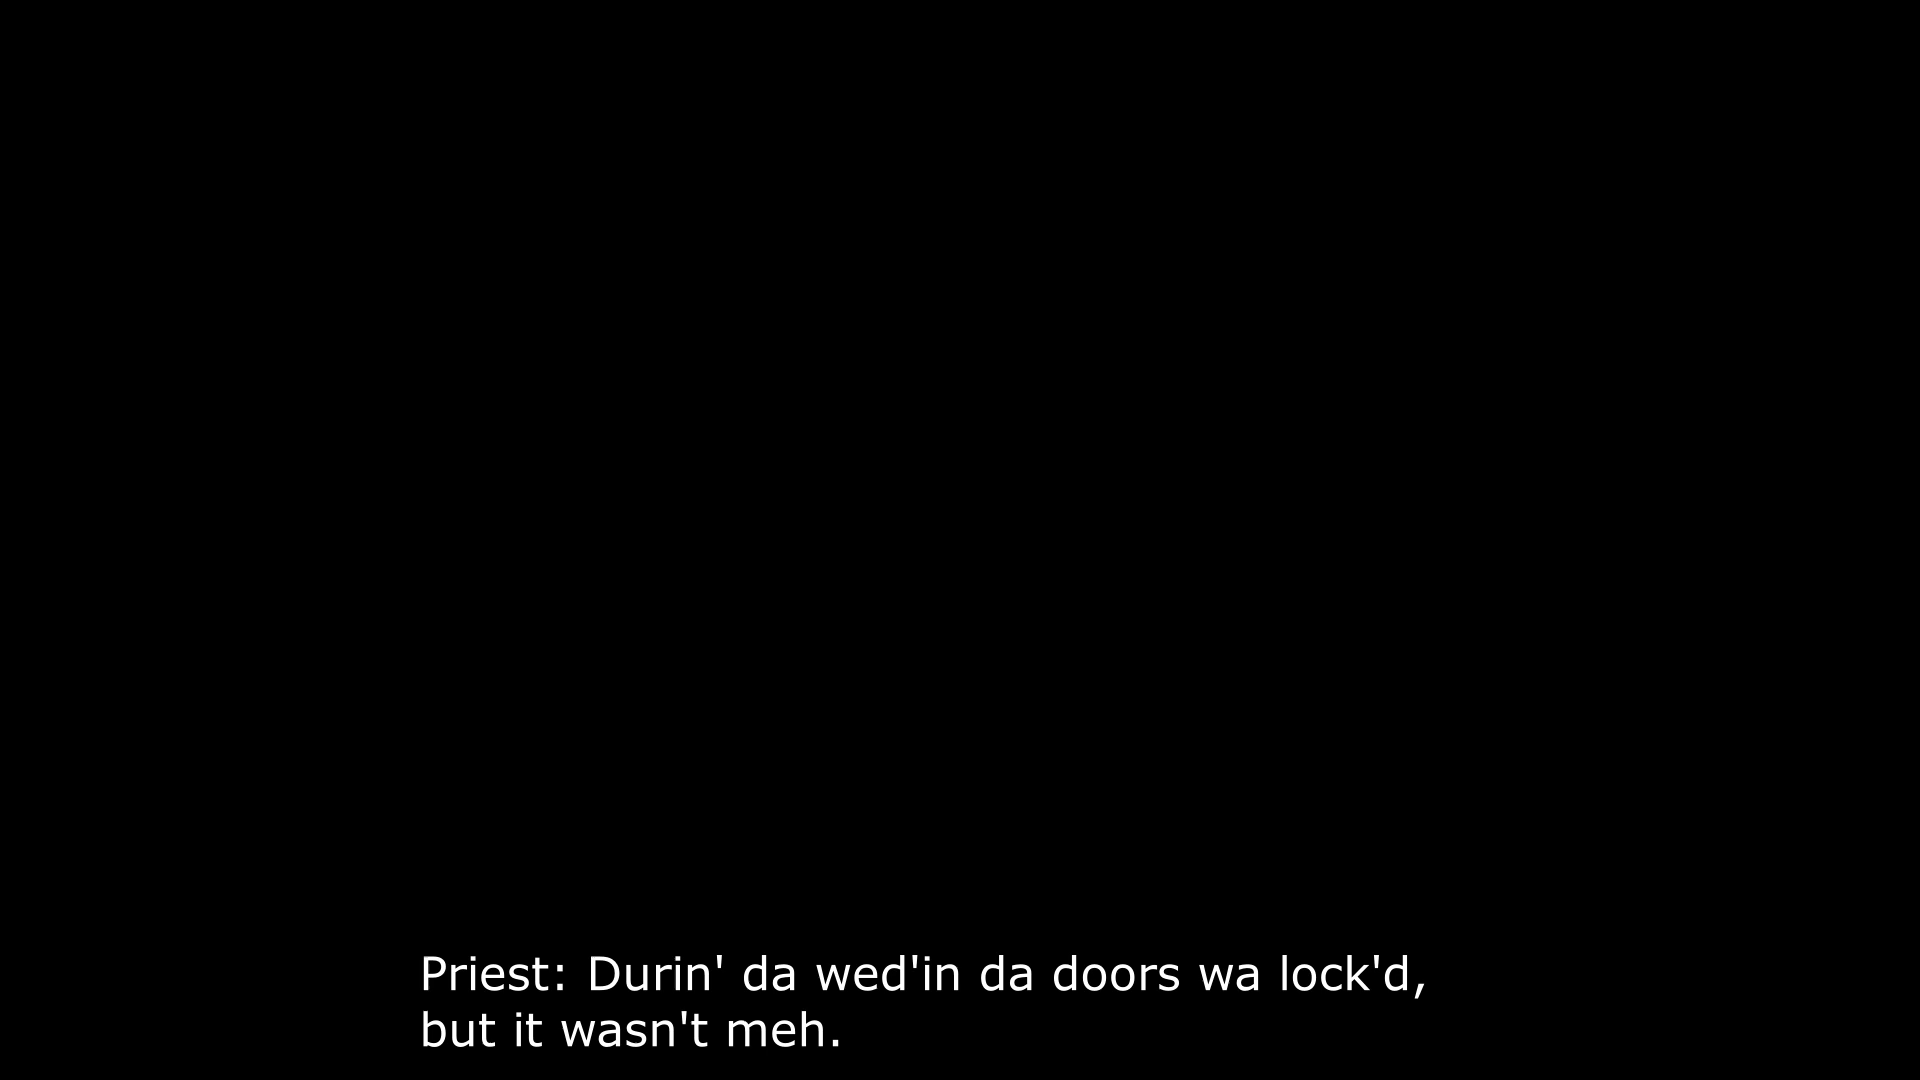 Priest: Durin' da wed'in da doors wa lock'd,
but it wasn't meh.